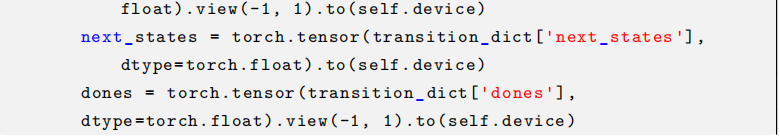 float).view(-1, 1).to(self.device)
next_states = torch.tensor(transition_dict['next_states'],
dtype=torch.float).to(self.device)
dones = torch.tensor(transition_dict['dones'],
dtype=torch.float).view(-1, 1).to(self.device)